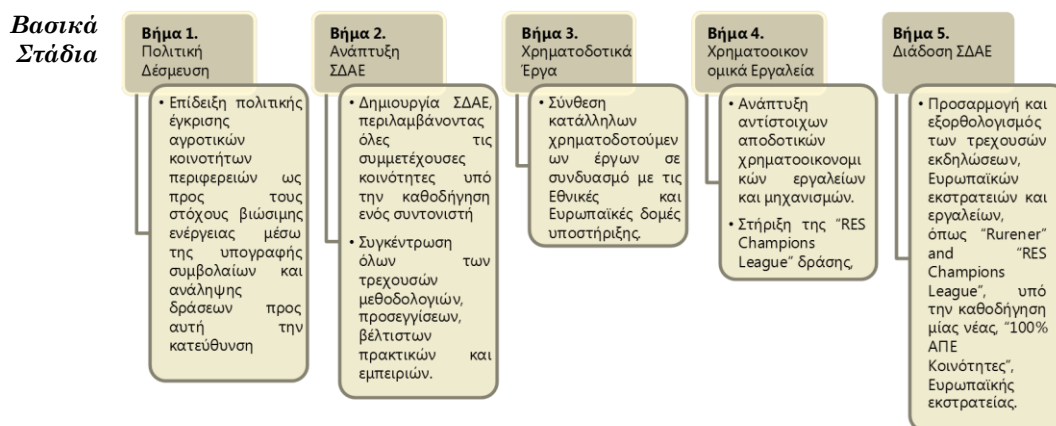 Βασικά
Στάδια
Βήμα 1.
Πολιτική
Δέσμευση
• Επίδειξη πολιτικής
έγκρισης
αγροτικών
κοινοτήτων
περιφερειών ως
προς τους
στόχους βιώσιμης
ενέργειας μέσω
της υπογραφής
συμβολαίων και
ανάληψης
δράσεων προς
αυτή την
κατεύθυνση
Βήμα 2.
Ανάπτυξη
ΣΔΑΕ
• Δημιουργία ΣΔΑΕ,
περιλαμβάνοντας
όλες τις
συμμετέχουσες
κοινότητες υπό
την καθοδήγηση
ενός συντονιστή
• Συγκέντρωση
όλων των
τρεχουσών
μεθοδολογιών,
προσεγγίσεων,
βέλτιστων
πρακτικών και
εμπειριών.
Βήμα 3.
Χρηματοδοτικά
Έργα
• Σύνθεση
κατάλληλων
χρηματοδοτούμεν
ων έργων σε
συνδυασμό με τις
Εθνικές και
Ευρωπαϊκές δομές
υποστήριξης.
Βήμα 4.
Χρηματοοικον
ομικά Εργαλεία
• Ανάπτυξη
αντίστοιχων
αποδοτικών
χρηματοοικονομι
κών εργαλείων
και μηχανισμών.
• Στήριξη της “RES
Champions
League” δράσης,
Βήμα 5.
Διάδοση ΣΔΑΕ
• Προσαρμογή και
εξορθολογισμός
των τρεχουσών
εκδηλώσεων,
Ευρωπαϊκών
εκστρατειών και
εργαλείων,
όπως “Rurener”
and “RES
Champions
League”, υπό
την καθοδήγηση
μίας νέας, “100%
ΑΠΕ
Κοινότητες”,
Ευρωπαϊκής
εκστρατείας.